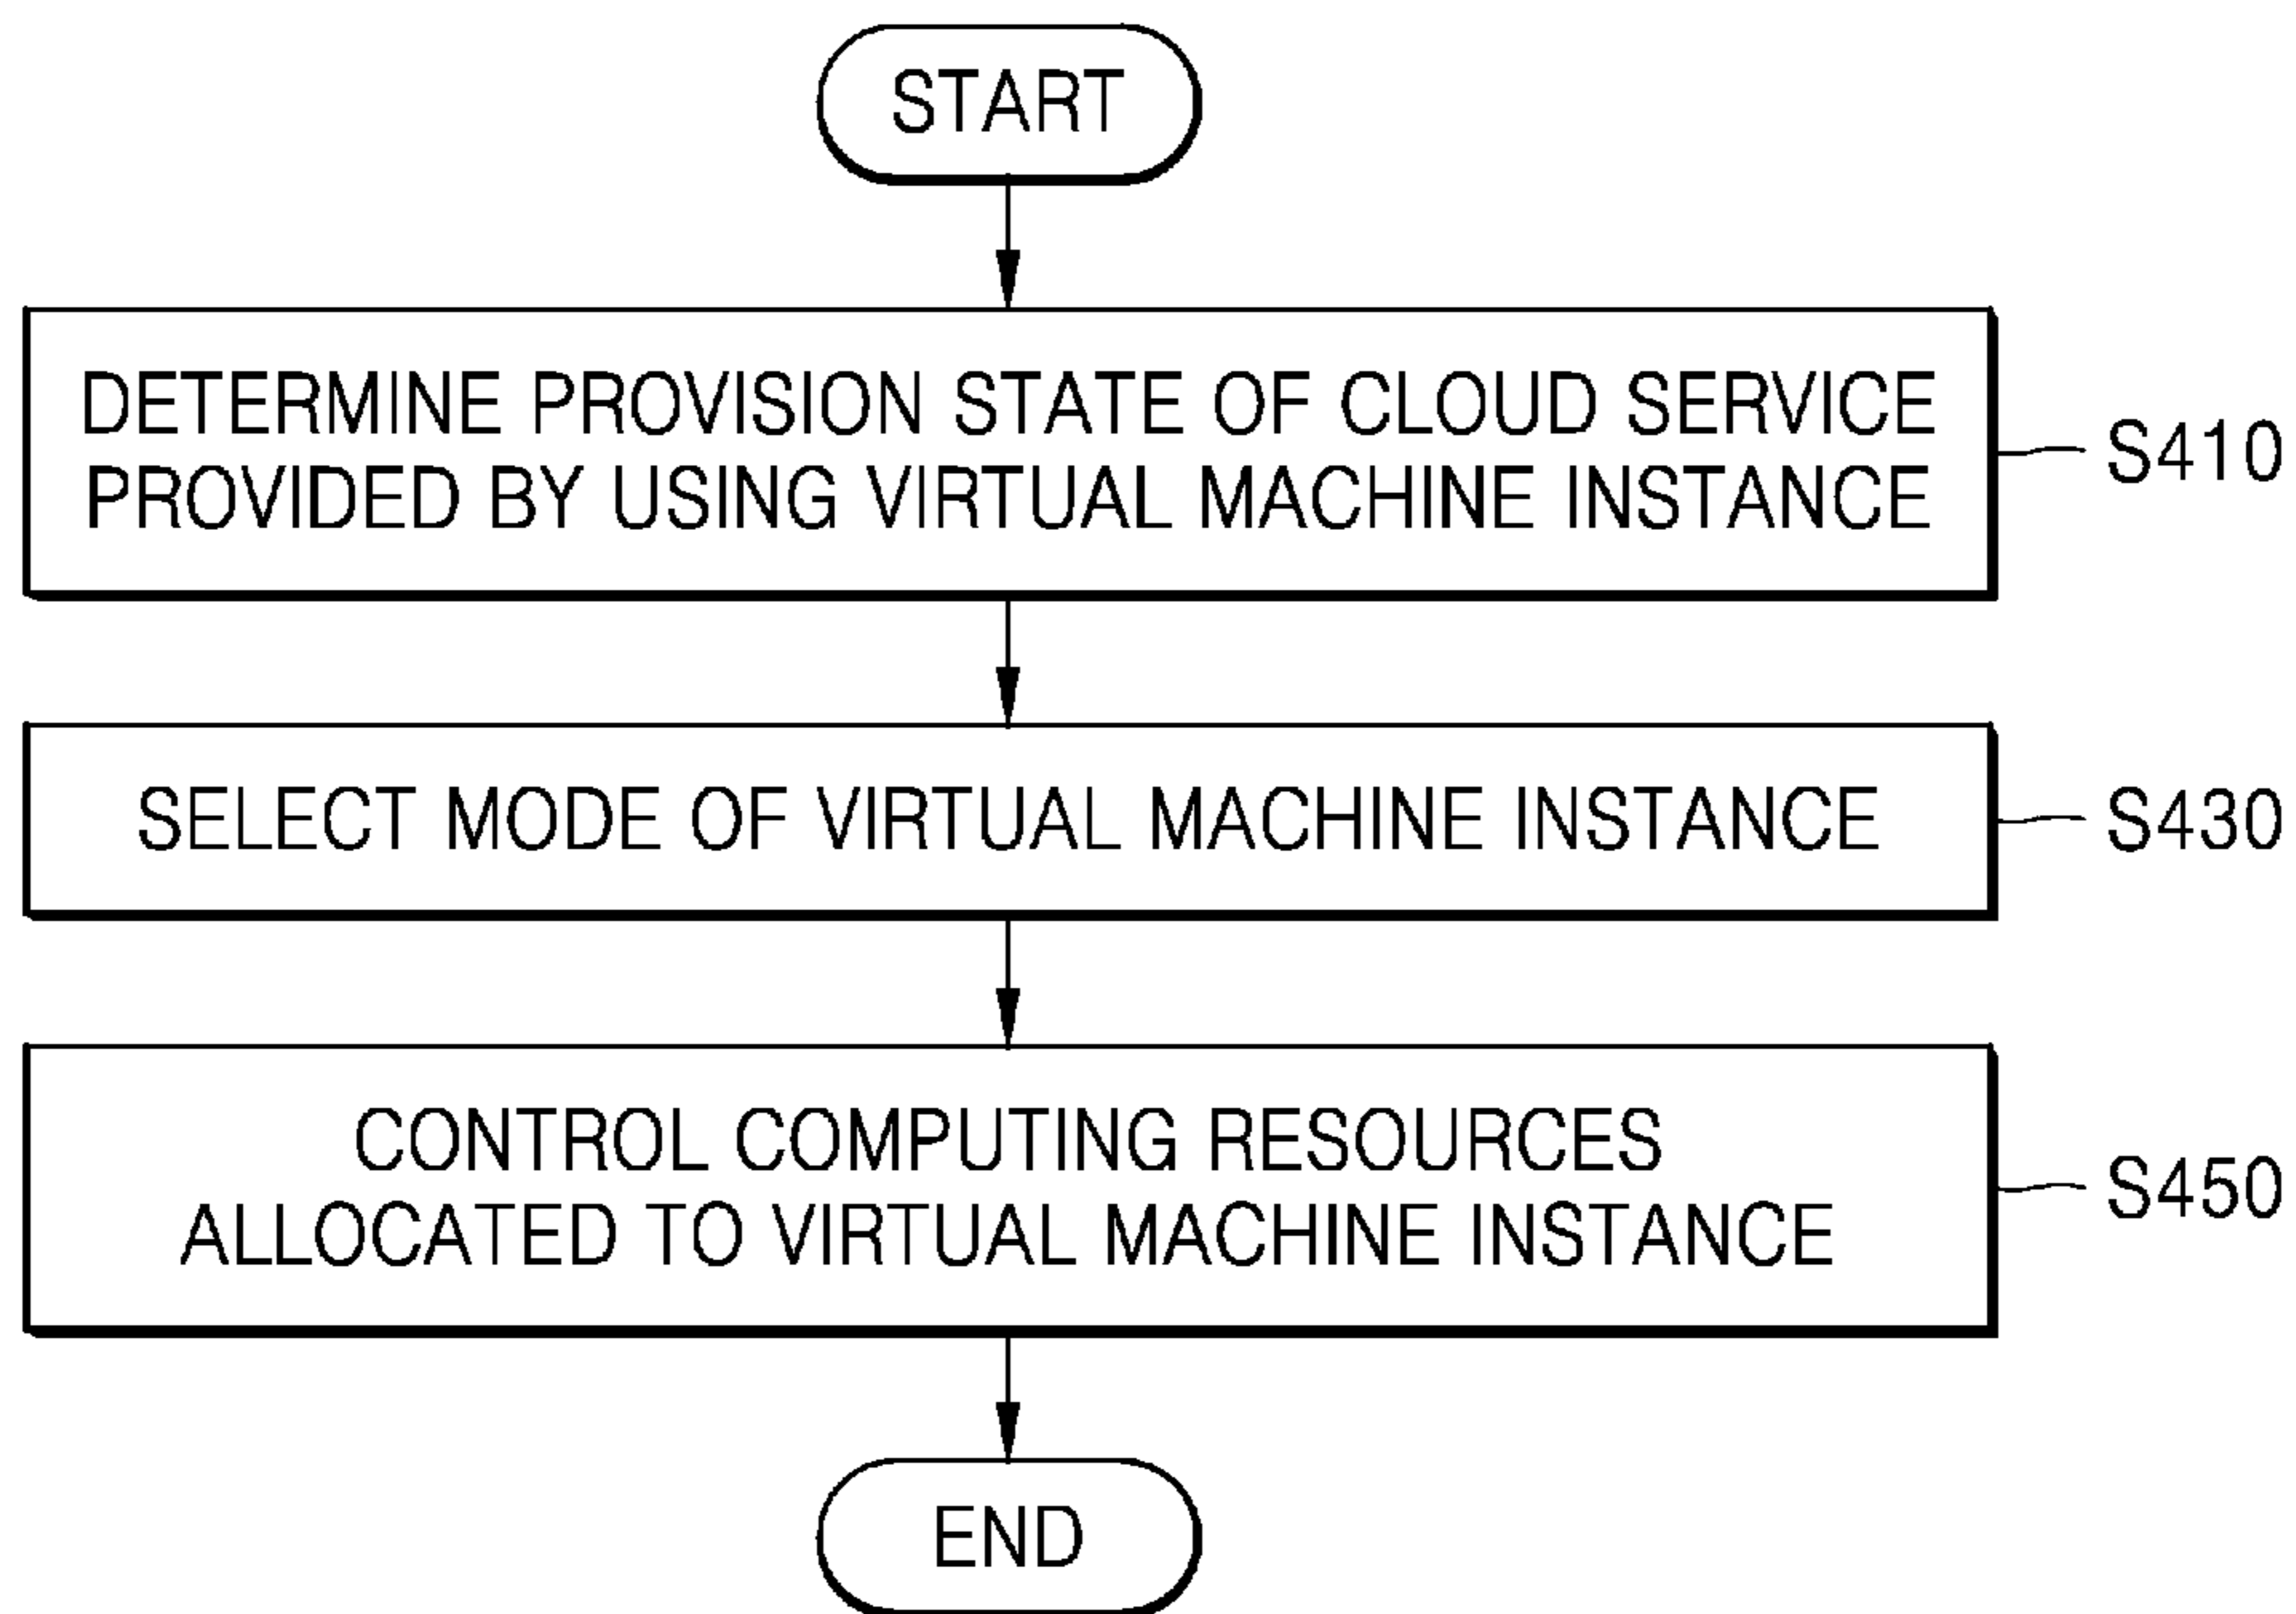 START
DETERMINE PROVISION STATE OF CLOUD SERVICE
PROVIDED BY USING VIRTUAL MACHINE INSTANCE
S410
SELECT MODE OF VIRTUAL MACHINE INSTANCE
S430
CONTROL COMPUTING RESOURCES
ALLOCATED TO VIRTUAL MACHINE INSTANCE
S450
END